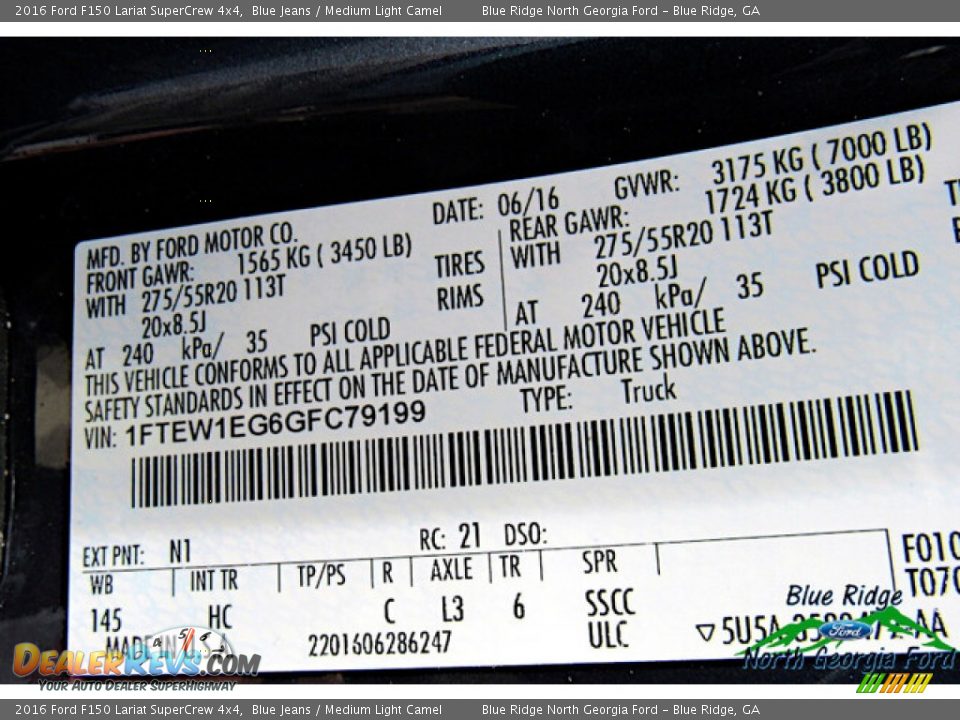 2016 Ford F150 Lariat SuperCrew 4x4, Blue Jeans / Medium Light Camel Blue Ridge North Georgia Ford - Blue Ridge, GA
MFD. BY FORD MOTOR CO. DATE: 06/16 GVWR: 3175 KG ( 7000 LB)
FRONT GAWR: 1565 KG ( 3450 LB) REAR GAWR: 1724 KG ( 3800 LB)
WITH 275/55R20 113T TIRES WITH 275/55R20 113T
20x8.5J RIMS 20x8.5J
AT 240 kPa/ 35 PSI COLD AT 240 kPa/ 35 PSI COLD
THIS VEHICLE CONFORMS TO ALL APPLICABLE FEDERAL MOTOR VEHICLE
SAFETY STANDARDS IN EFFECT ON THE DATE OF MANUFACTURE SHOWN ABOVE.
VIN: 1FTEW1EG6GFC79199 TYPE: Truck
EXT PNT: N1 RC: 21 DSO:
WB INT TR TP/PS R AXLE TR SPR
145 HC C L3 6 SSCC
ULC
MADE IN 2201606286247
F010
T070
5U5A
Blue Ridge
Ford
North Georgia Ford
DealerRevs.com
Your Auto Dealer SuperHighway
2016 Ford F150 Lariat SuperCrew 4x4, Blue Jeans / Medium Light Camel Blue Ridge North Georgia Ford - Blue Ridge, GA